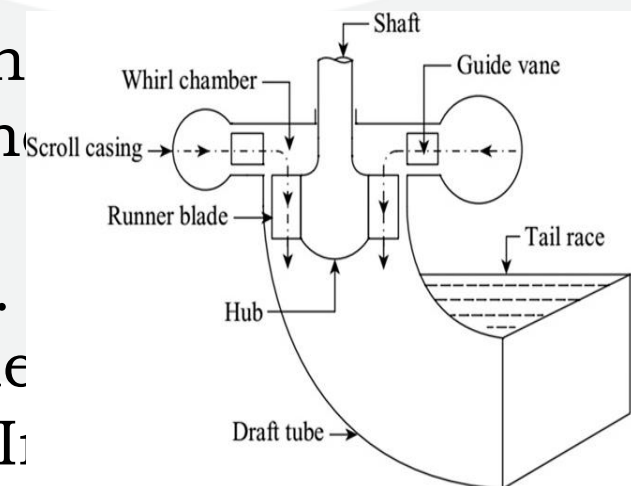 Shaft
Guide vane
Whirl chamber
Scroll casing
Runner blade
Tail race
Hub
Draft tube